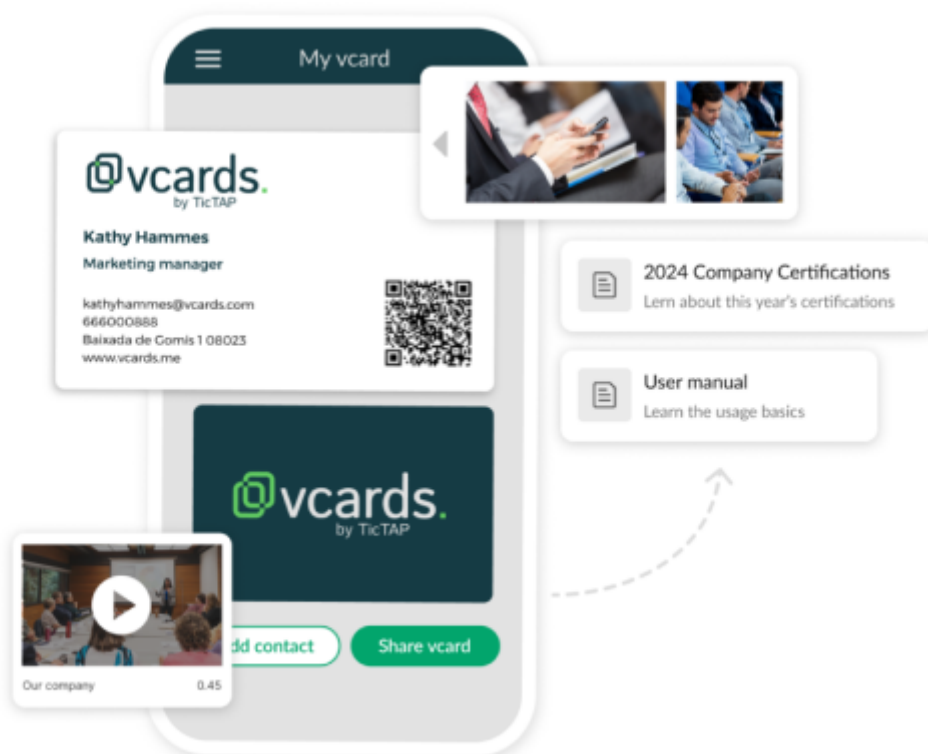 My vcard
vcards.
by TicTAP
Kathy Hammes
Marketing manager
kathyhammes@vcards.com
666000888
Baixada de Gomis 1 08023
www.vcards.me
2024 Company Certifications
Lern about this year's certifications
User manual
Learn the usage basics
vcards.
by TicTAP
Our company
0.45
dd contact
Share vcard